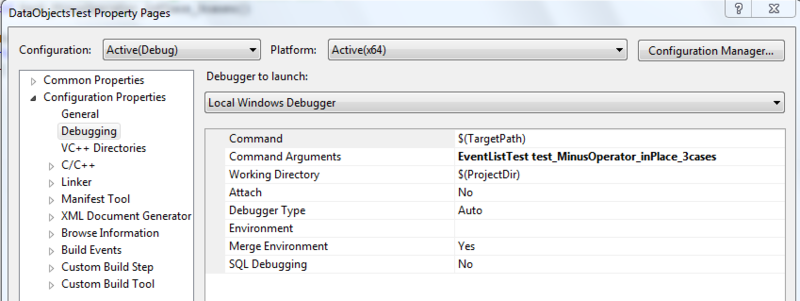 DataObjectsTest Property Pages
Configuration: Active(Debug) Platform: Active(x64) Configuration Manager...
Common Properties
Configuration Properties
General
Debugging
VC++ Directories
C/C++
Linker
Manifest Tool
XML Document Generator
Browse Information
Build Events
Custom Build Step
Custom Build Tool
Debugger to launch:
Local Windows Debugger
Command $(TargetPath)
Command Arguments EventListTest test_MinusOperator_inPlace_3cases
Working Directory $(ProjectDir)
Attach No
Debugger Type Auto
Environment
Merge Environment Yes
SQL Debugging No